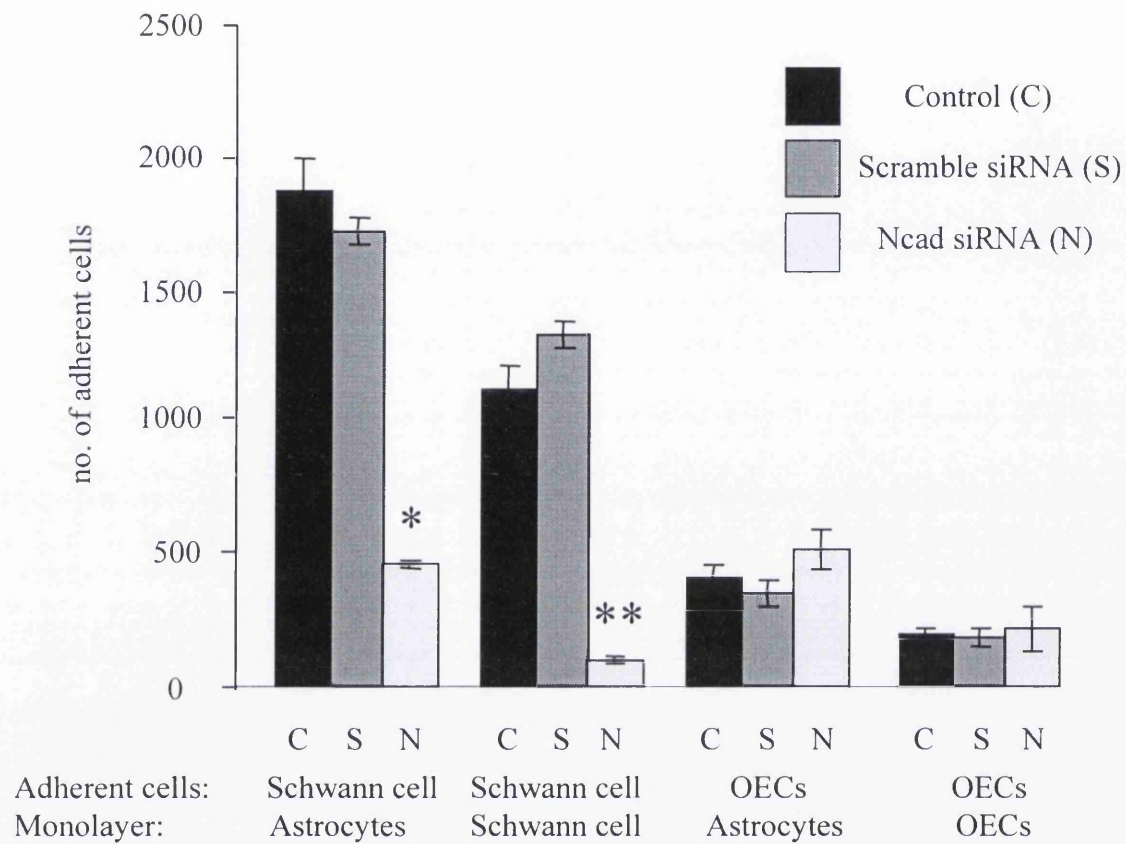 2500
2000
1500
1000
500
0
no. of adherent cells
Control (C)
Scramble siRNA (S)
Ncad siRNA (N)
*
**
C S N C S N C S N C S N
Adherent cells: Schwann cell Schwann cell OECs OECs
Monolayer: Astrocytes Schwann cell Astrocytes OECs